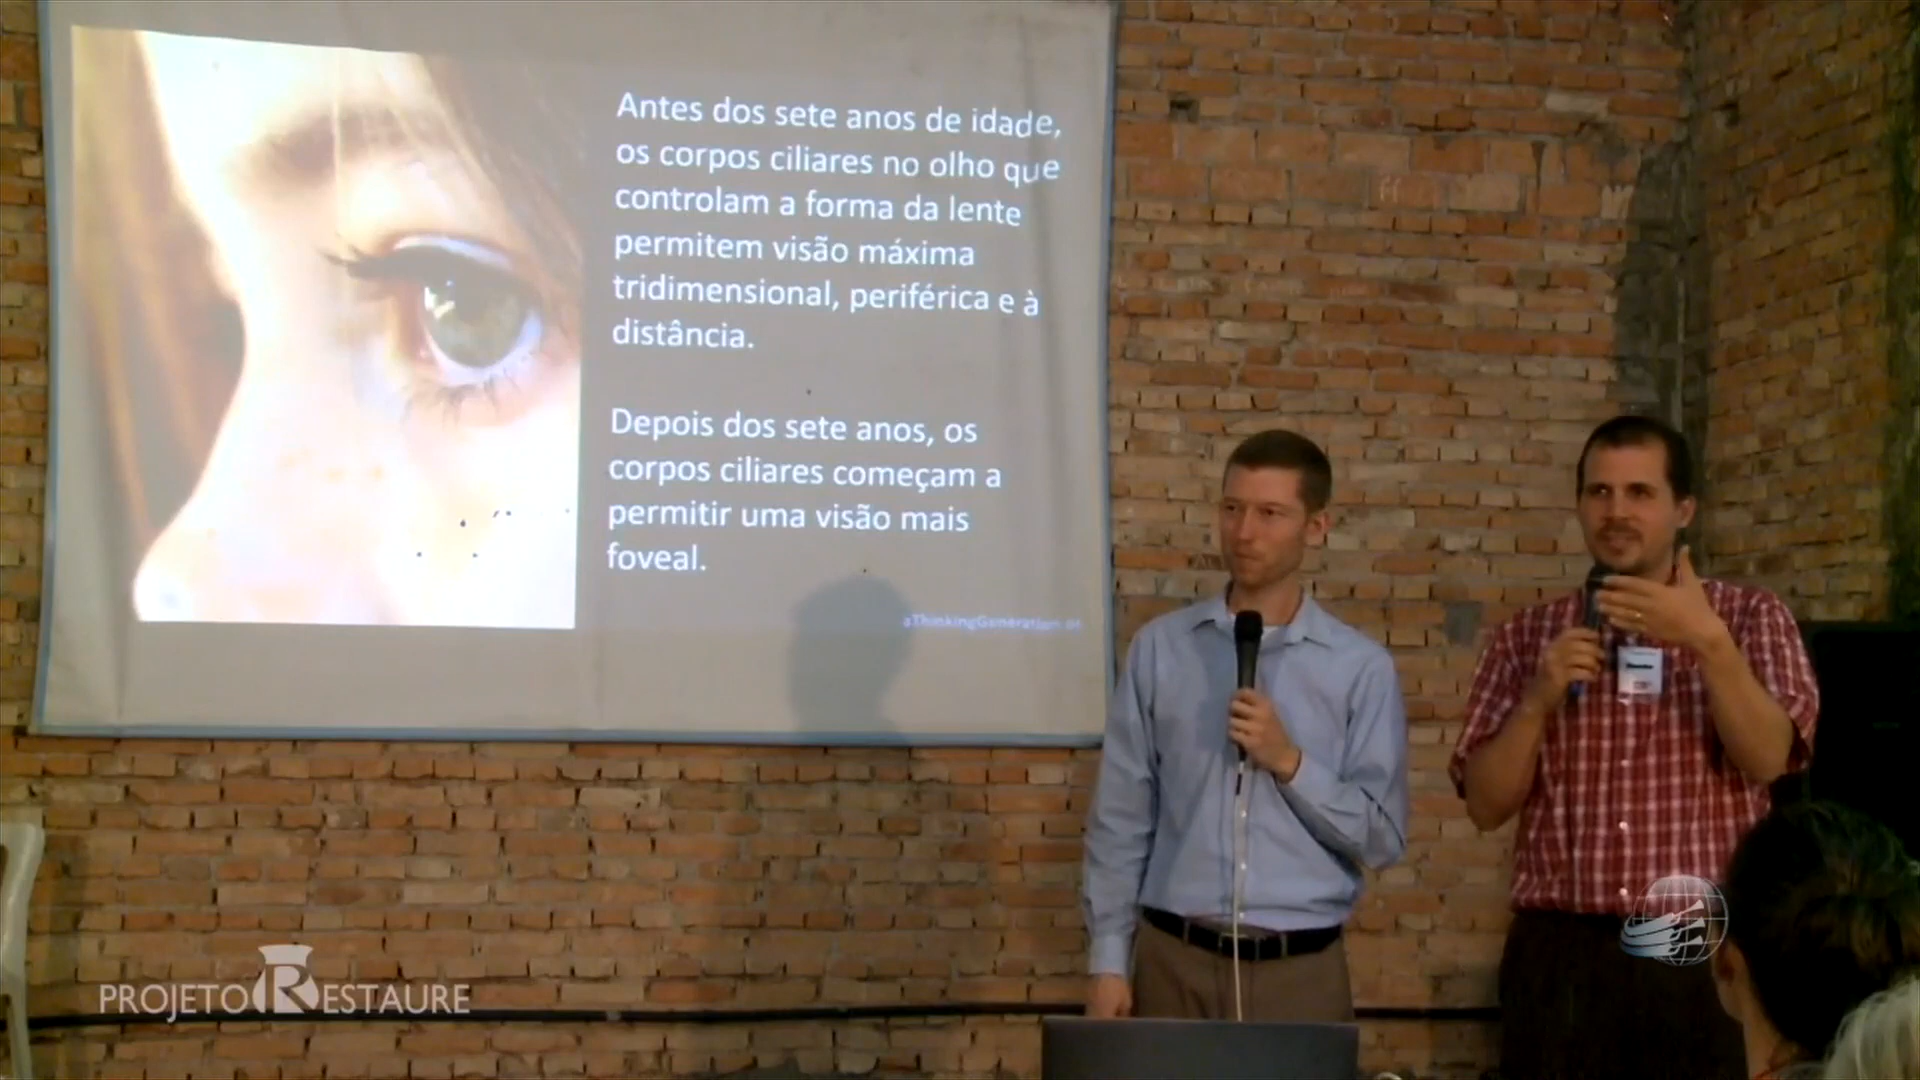 Antes dos sete anos de idade,
os corpos ciliares no olho que
controlam a forma da lente
permitem visão máxima
tridimensional, periférica e à
distância.
Depois dos sete anos, os
corpos ciliares começam a
permitir uma visão mais
foveal.
PROJETO RESTAURE